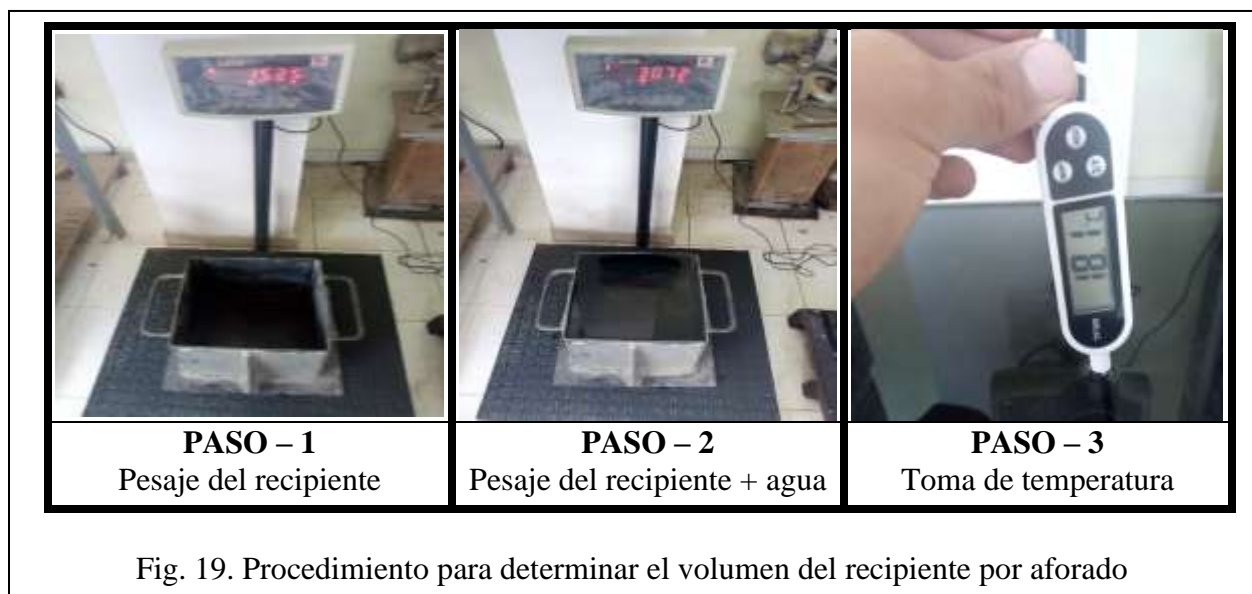 PASO – 1
Pesaje del recipiente
PASO – 2
Pesaje del recipiente + agua
PASO – 3
Toma de temperatura
Fig. 19. Procedimiento para determinar el volumen del recipiente por aforado